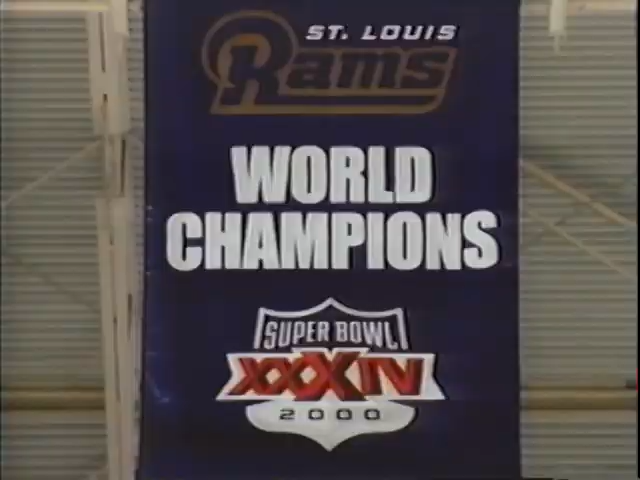 ST. LOUIS
Rams
WORLD
CHAMPIONS
SUPER BOWL
XXXIV
2000